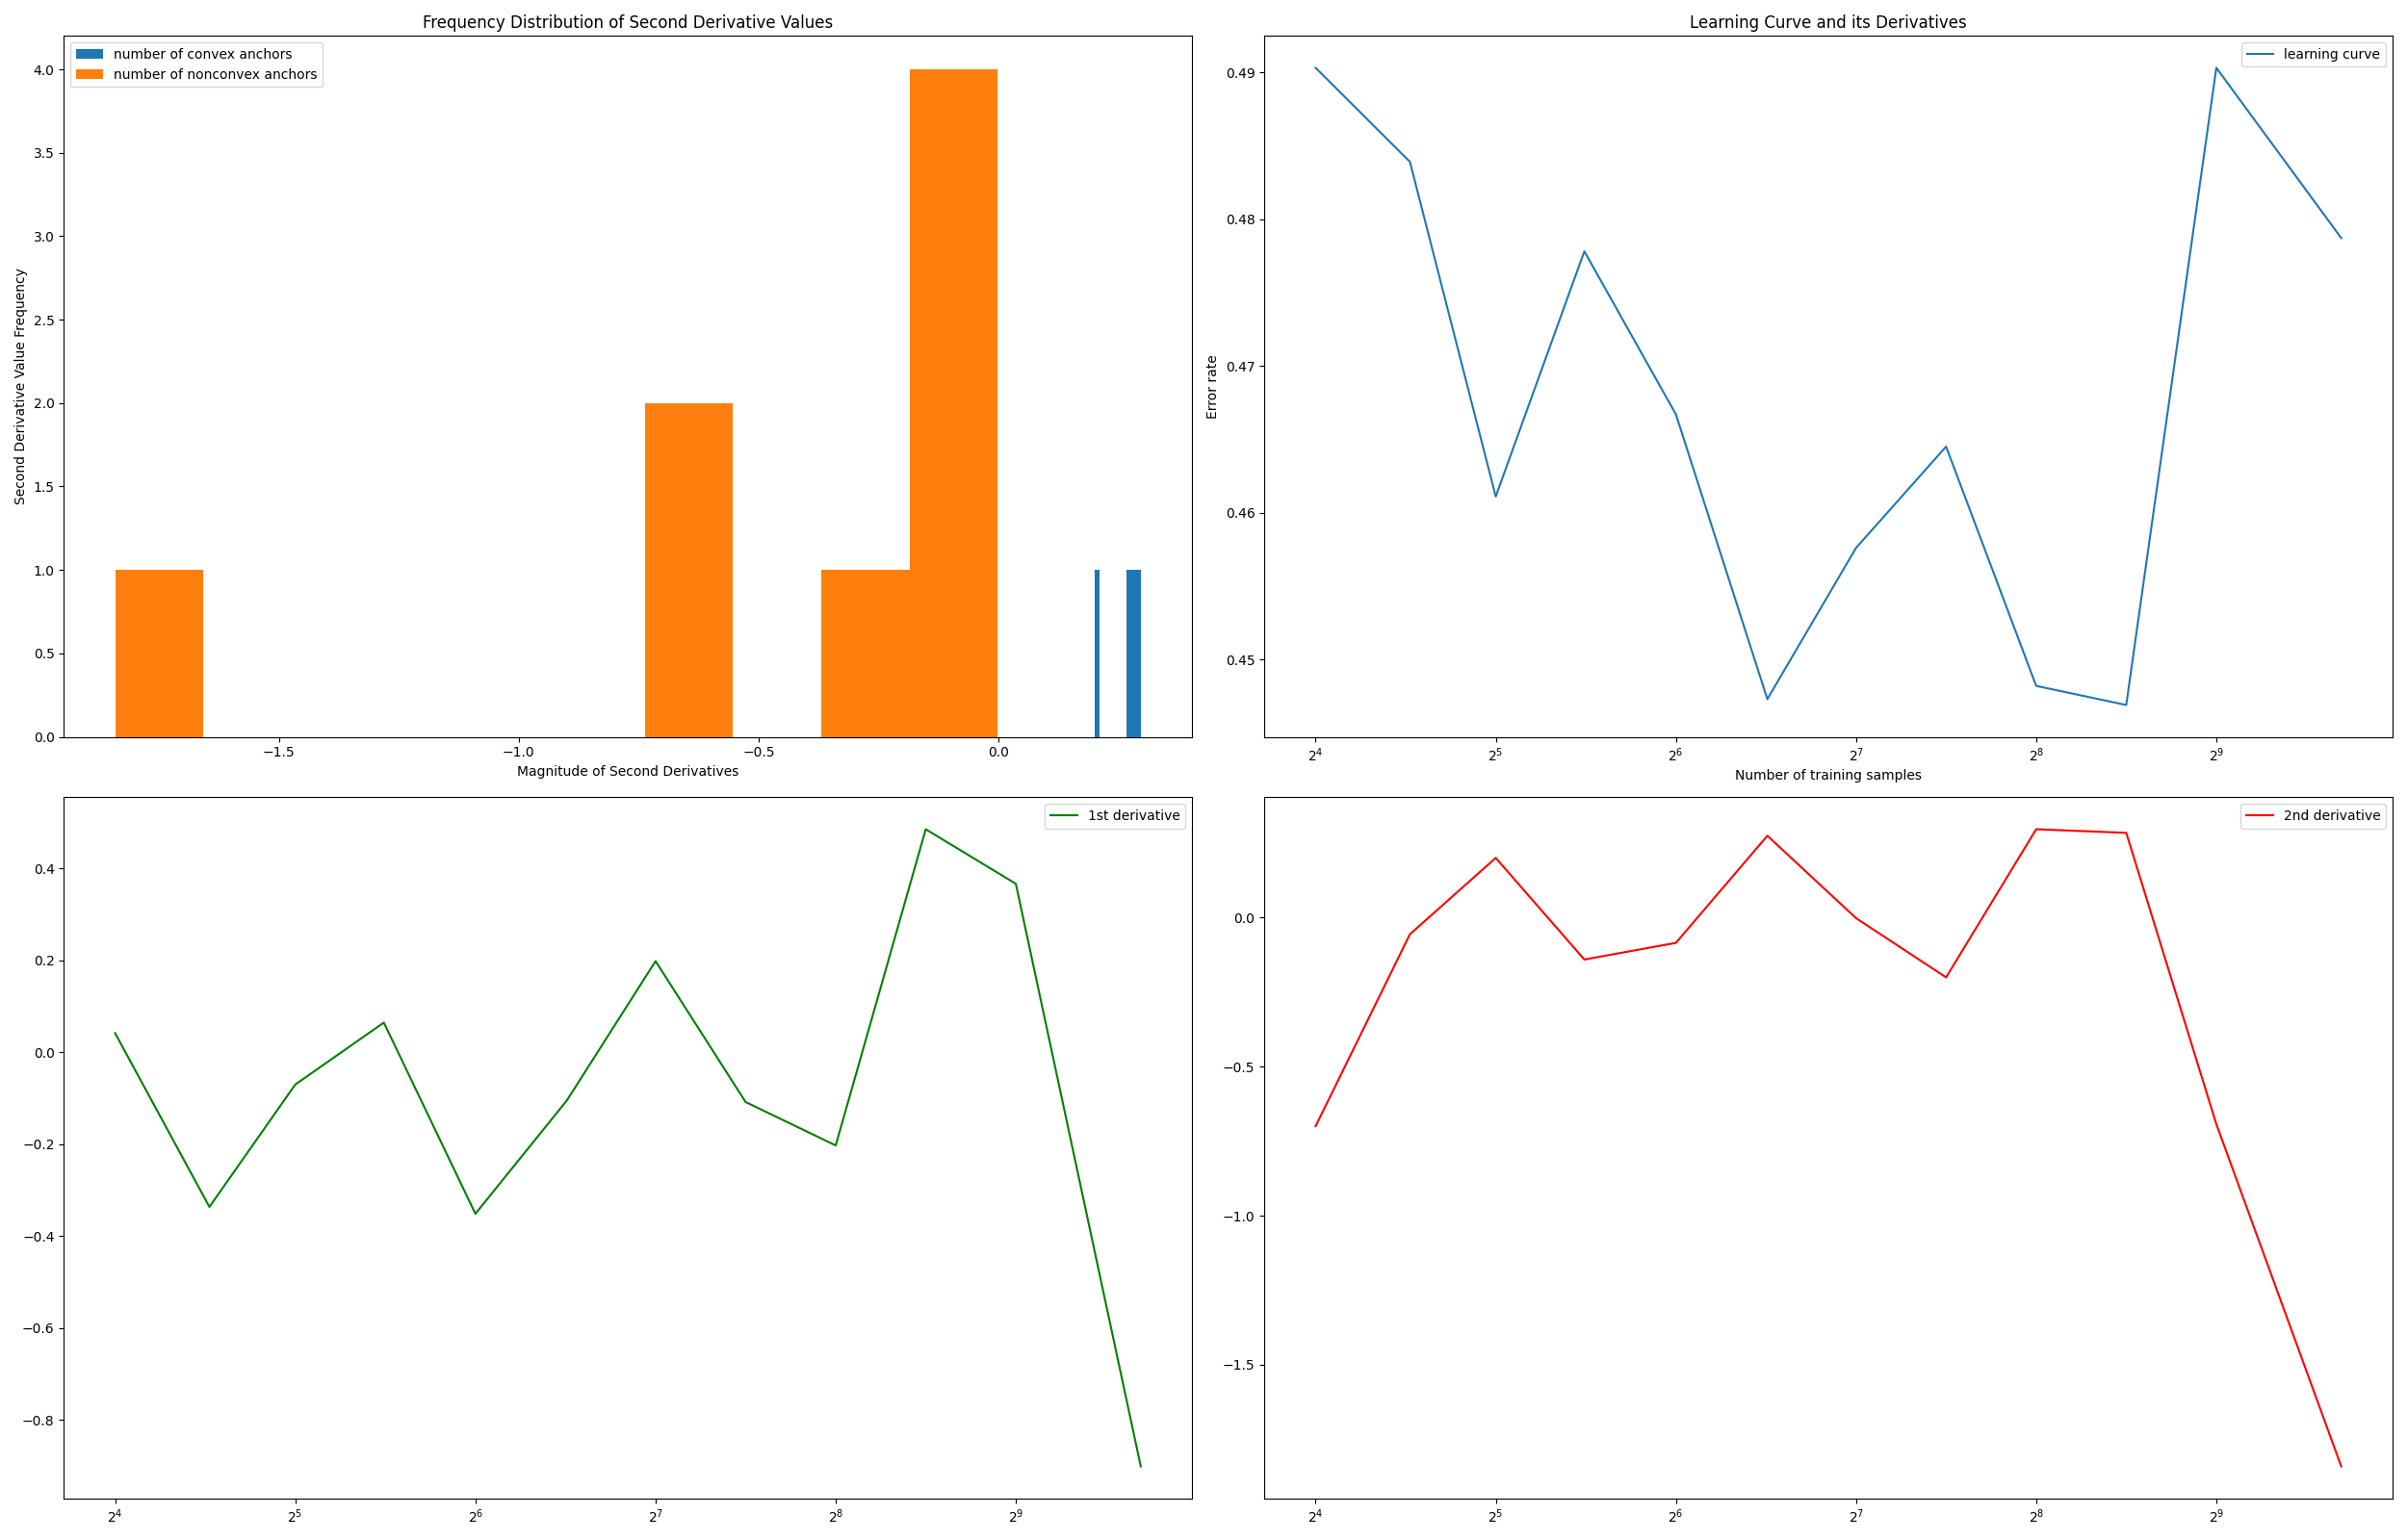 Frequency Distribution of Second Derivative Values
number of convex anchors
number of nonconvex anchors
4.0
3.5
3.0
2.5
2.0
1.5
1.0
0.5
0.0
Second Derivative Value Frequency
−1.5 −1.0 −0.5 0.0
Magnitude of Second Derivatives
Learning Curve and its Derivatives
learning curve
0.49
0.48
0.47
0.46
0.45
Error rate
2⁴ 2⁵ 2⁶ 2⁷ 2⁸ 2⁹
Number of training samples
1st derivative
0.4
0.2
0.0
−0.2
−0.4
−0.6
−0.8
2⁴ 2⁵ 2⁶ 2⁷ 2⁸ 2⁹
2nd derivative
0.0
−0.5
−1.0
−1.5
2⁴ 2⁵ 2⁶ 2⁷ 2⁸ 2⁹